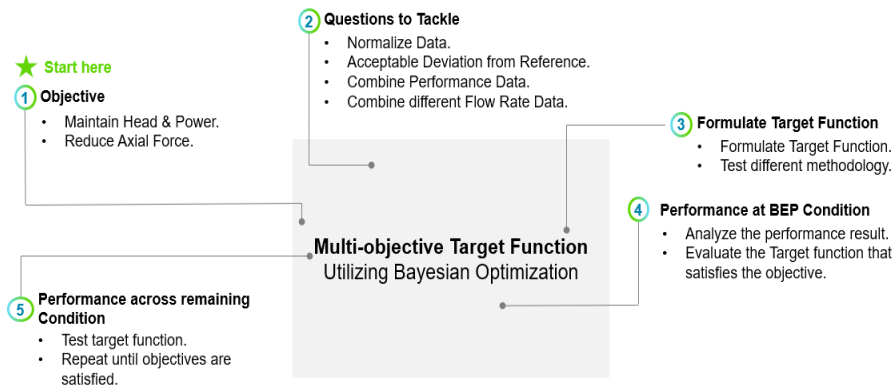 Start here
1 Objective
• Maintain Head & Power.
• Reduce Axial Force.
2 Questions to Tackle
• Normalize Data.
• Acceptable Deviation from Reference.
• Combine Performance Data.
• Combine different Flow Rate Data.
3 Formulate Target Function
• Formulate Target Function.
• Test different methodology.
4 Performance at BEP Condition
• Analyze the performance result.
• Evaluate the Target function that
satisfies the objective.
Multi-objective Target Function
Utilizing Bayesian Optimization
5 Performance across remaining
Condition
• Test target function.
• Repeat until objectives are
satisfied.